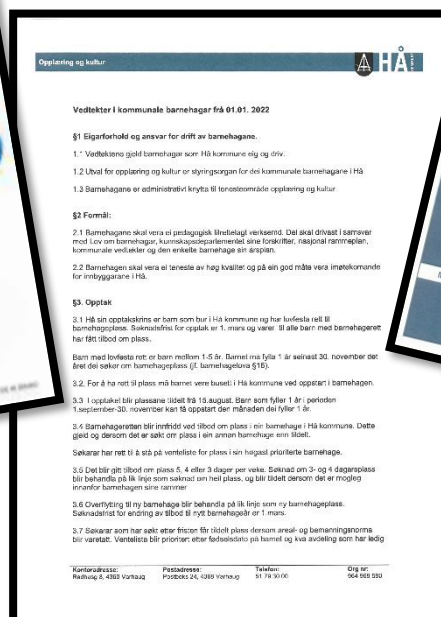 Opplæring og kultur
HÅ
Vedtekter i kommunale barnehagar frå 01.01. 2022
§1 Eigarforhold og ansvar for drift av barnehagane.
1.1 Vedtektene gjeld barnehagar som Hå kommune eig og driv.
1.2 Utval for opplæring og kultur er styringsorgan for dei kommunale barnehagane i Hå
1.3 Barnehagane er administrativt knytta til tenesteområde opplæring og kultur
§2 Formål:
2.1 Barnehagane skal vera ei pedagogisk tilrettelagt verksemd. Dei skal drivast i samsvar
med Lov om barnehagar, kunnskapsdepartementet sine forskrifter, nasjonal rammeplan,
kommunale vedtekter og den enkelte barnehage sin årsplan.
2.2 Barnehagen skal vera ei teneste av høg kvalitet og på ein god måte vera imøtekomande
for innbyggarane i Hå.
§3. Opptak
3.1 Hå sin opptakskrins er barn som bur i Hå kommune og har lovfesta rett til
barnehageplass. Søknadsfrist for opptak er 1. mars og varer til alle barn med barnehagerett
har fått tilbod om plass.
Barn med lovfesta rett er barn mellom 1-5 år. Barnet må fylla 1 år seinast 30. november det
året dei søker om barnehageplass (jf. barnehagelova §16).
3.2. For å ha rett til plass må barnet vere busett i Hå kommune ved oppstart i barnehagen.
3.3 I opptaket blir plassane tildelt frå 15.august. Barn som fyller 1 år i perioden
1.september-30. november kan få oppstart den månaden dei fyller 1 år.
3.4 Barnehageretten blir innfridd ved tilbod om plass i ein barnehage i Hå kommune. Dette
gjeld og dersom det er søkt om plass i ein annan barnehage enn tildelt.
Søkarar har rett til å stå på venteliste for plass i sin høgast prioriterte barnehage.
3.5 Det blir gitt tilbod om plass 5, 4 eller 3 dager per veke. Søknad om 3- og 4 dagarsplass
blir behandla på lik linje som søknad om heil plass, og blir tildelt dersom det er mogleg
innanfor barnehagen sine rammer
3.6 Overflytting til ny barnehage blir behandla på lik linje som ny barnehageplass.
Søknadsfrist for endring av tilbod til nytt barnehageår er 1 mars.
3.7 Søkarar som har søkt etter fristen får tildelt plass dersom areal- og bemenningsnorma
blir varetatt. Ventelista blir prioritert etter fødselsdato på barnet og kva avdeling som har ledig
Kontoradresse: Postadresse: Telefon: Org nr:
Rådhusg 8, 4360 Varhaug Postboks 24, 4368 Varhaug 51 79 30 00 964 969 590